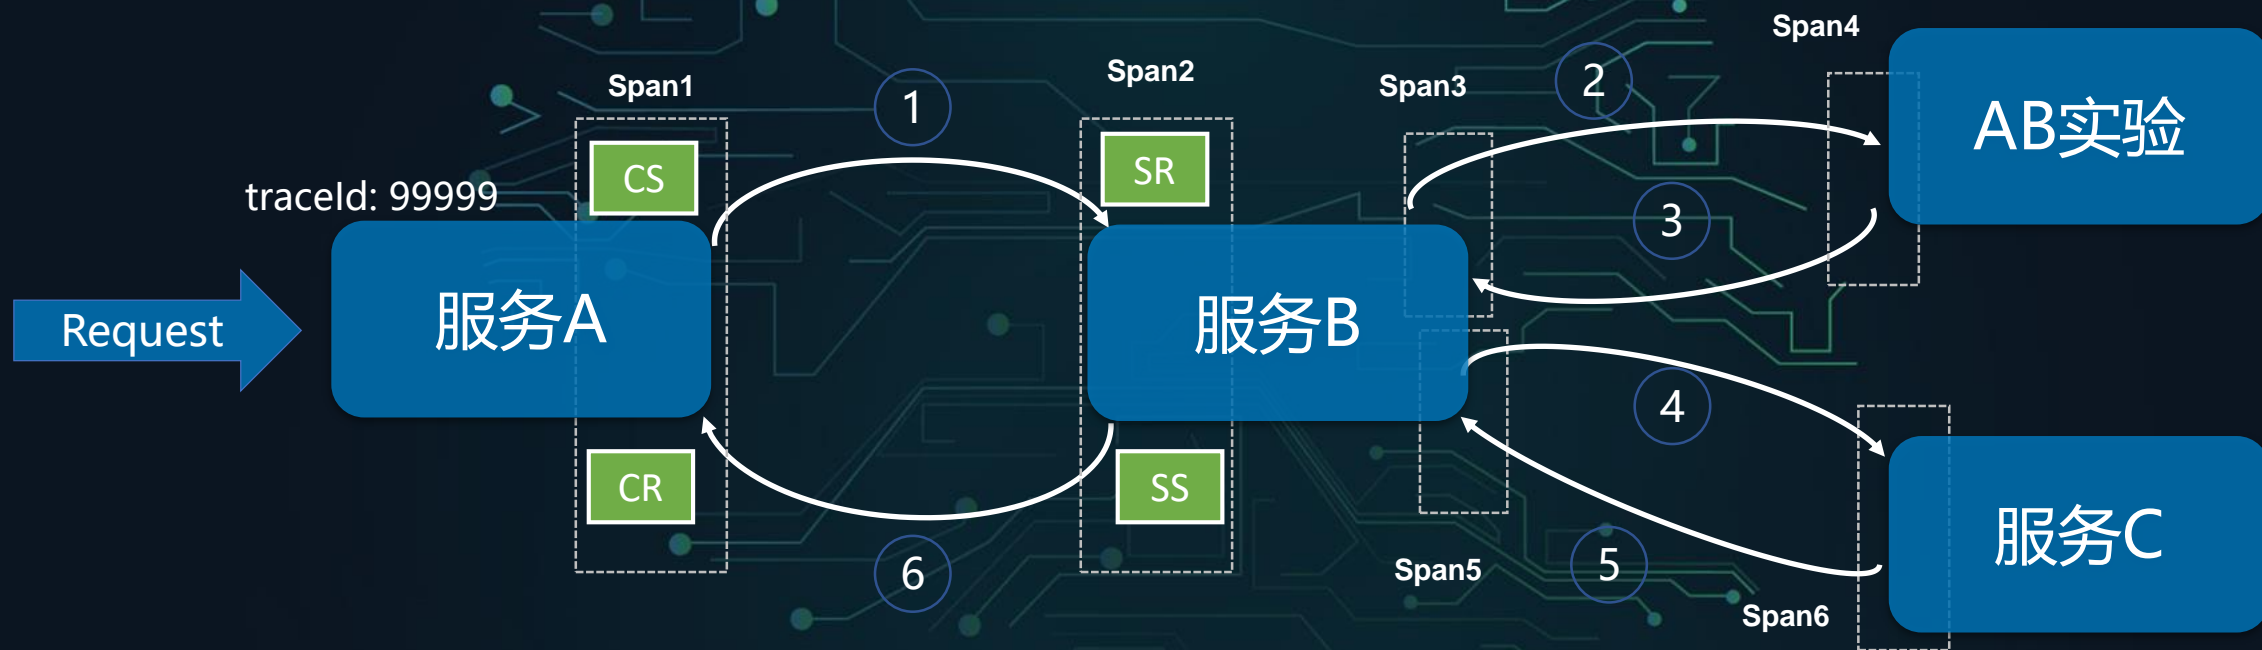 Span4
Span1
Span2
Span3
1
2
AB实验
CS
SR
traceId: 99999
3
服务A
服务B
Request
4
CR
SS
服务C
6
Span5
5
Span6